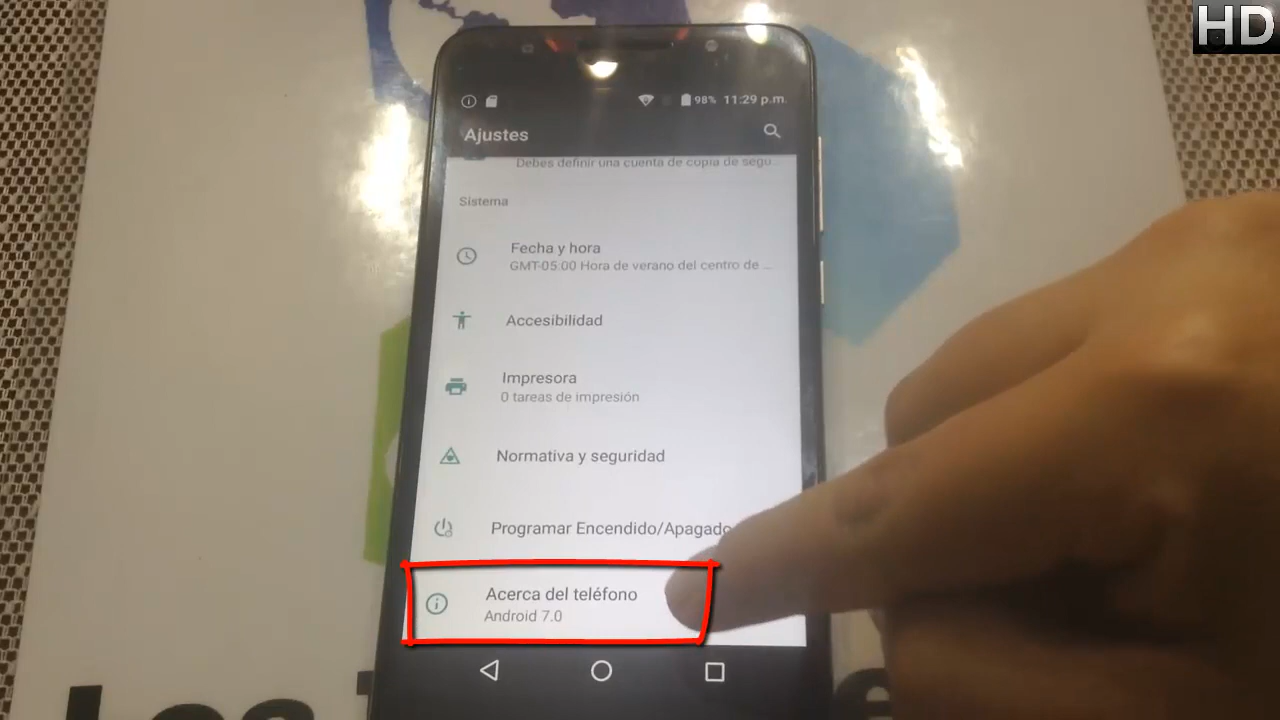 HD
98% 11:29 p.m.
Ajustes
Debes definir una cuenta de copia de segu...
Sistema
Fecha y hora
GMT-05:00 Hora de verano del centro de ...
Accesibilidad
Impresora
0 tareas de impresión
Normativa y seguridad
Programar Encendido/Apagado
Acerca del teléfono
Android 7.0
Los